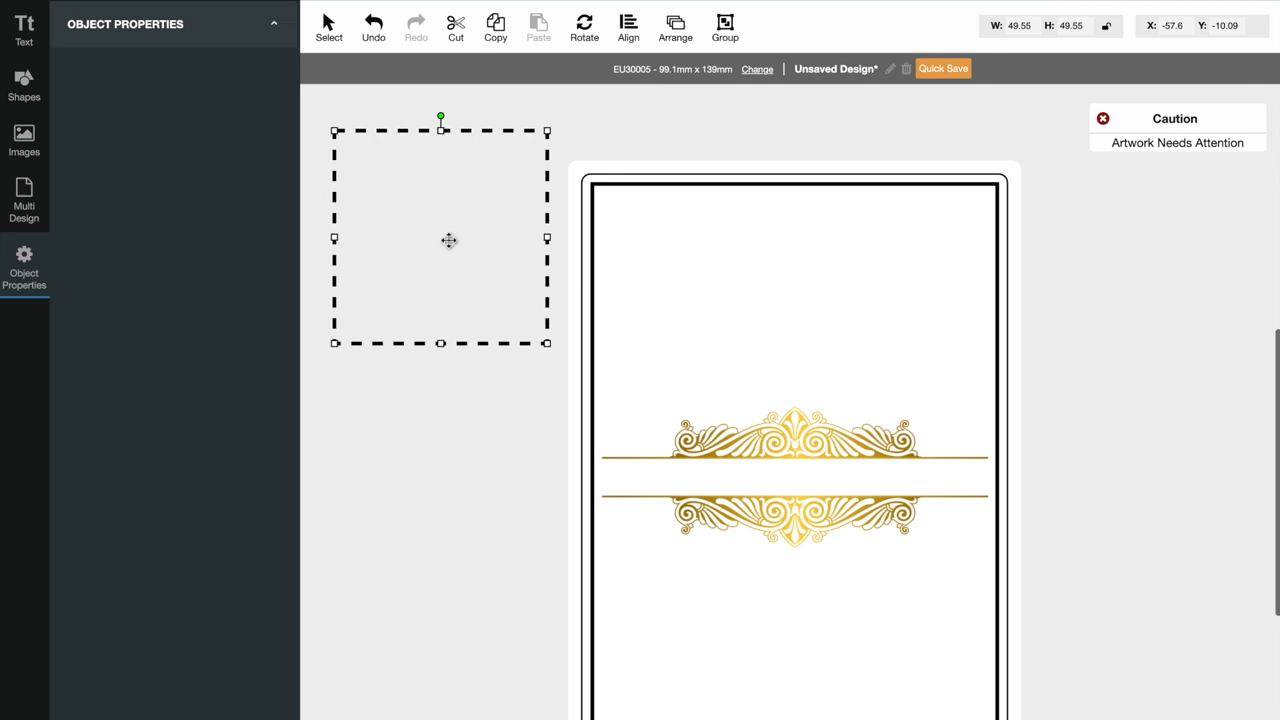 Tt
Text
Shapes
Images
Multi
Design
Object
Properties
OBJECT PROPERTIES
Select
Undo
Redo
Cut
Copy
Paste
Rotate
Align
Arrange
Group
W: 49.55 H: 49.55
X: -57.6 Y: -10.09
EU30005 - 99.1mm x 139mm Change | Unsaved Design* Quick Save
Caution
Artwork Needs Attention